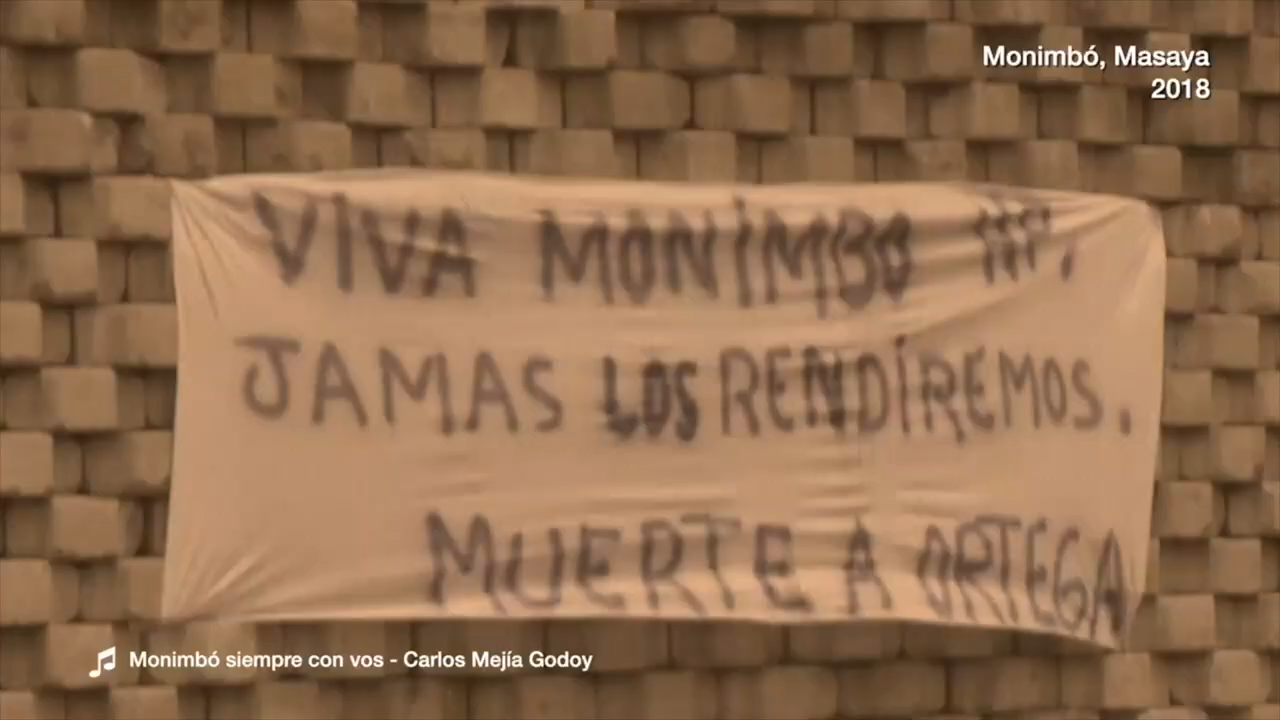 Monimbó, Masaya
2018
VIVA MONIMBO
JAMAS LOS RENDIREMOS.
MUERTE A ORTEGA
Monimbó siempre con vos - Carlos Mejía Godoy